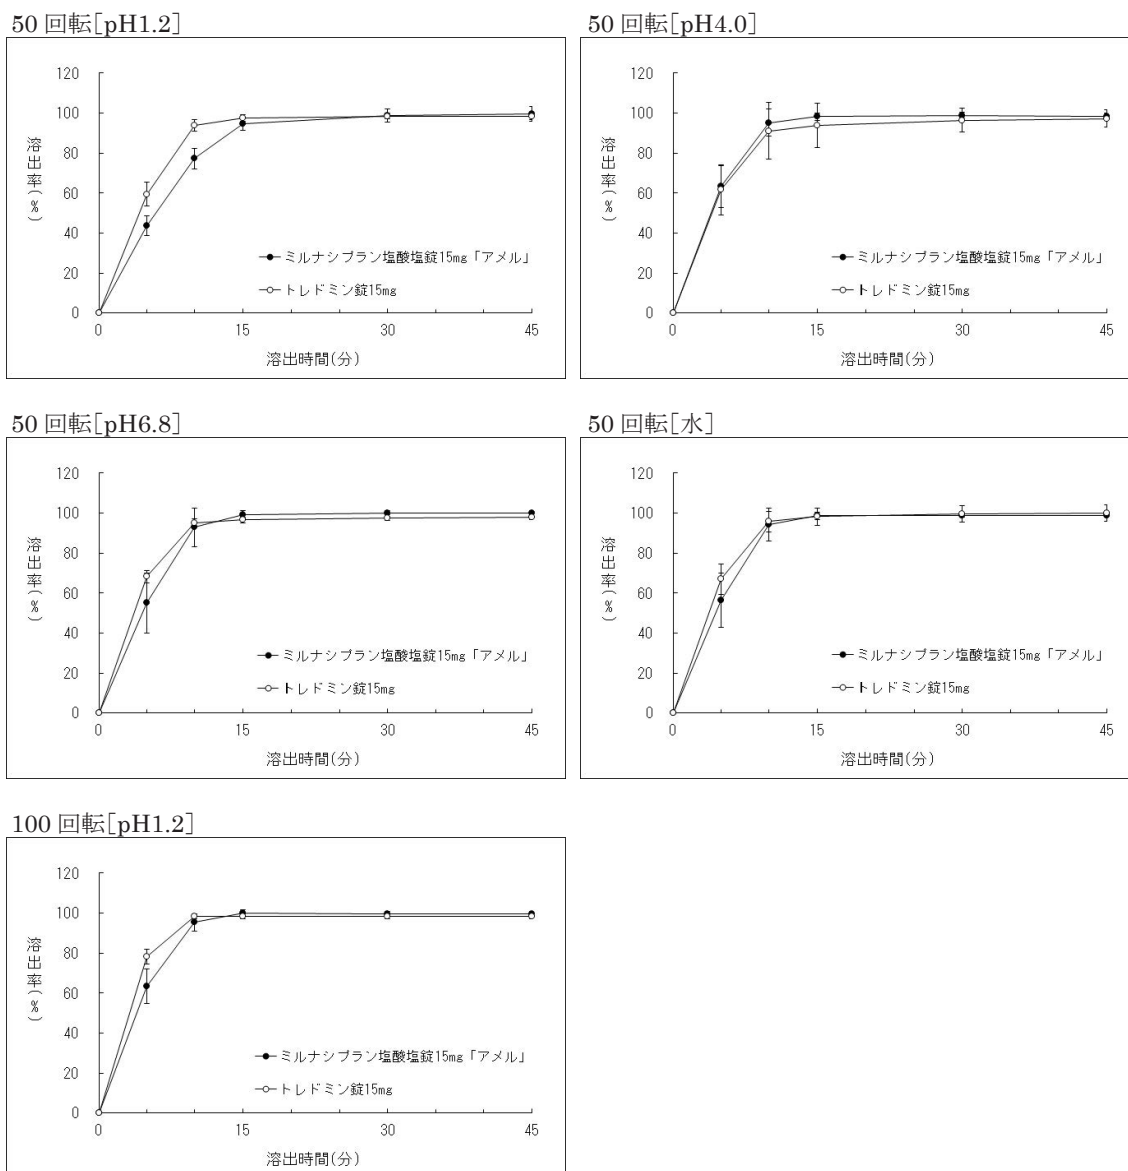 50 回転[pH1.2]
120
100
80
60
40
20
0
溶出率(%)
ミルナシプラン塩酸塩錠15mg「アメル」
トレドミン錠15mg
0 15 30 45
溶出時間(分)
50 回転[pH4.0]
120
100
80
60
40
20
0
溶出率(%)
ミルナシプラン塩酸塩錠15mg「アメル」
トレドミン錠15mg
0 15 30 45
溶出時間(分)
50 回転[pH6.8]
120
100
80
60
40
20
0
溶出率(%)
ミルナシプラン塩酸塩錠15mg「アメル」
トレドミン錠15mg
0 15 30 45
溶出時間(分)
50 回転[水]
120
100
80
60
40
20
0
溶出率(%)
ミルナシプラン塩酸塩錠15mg「アメル」
トレドミン錠15mg
0 15 30 45
溶出時間(分)
100 回転[pH1.2]
120
100
80
60
40
20
0
溶出率(%)
ミルナシプラン塩酸塩錠15mg「アメル」
トレドミン錠15mg
0 15 30 45
溶出時間(分)